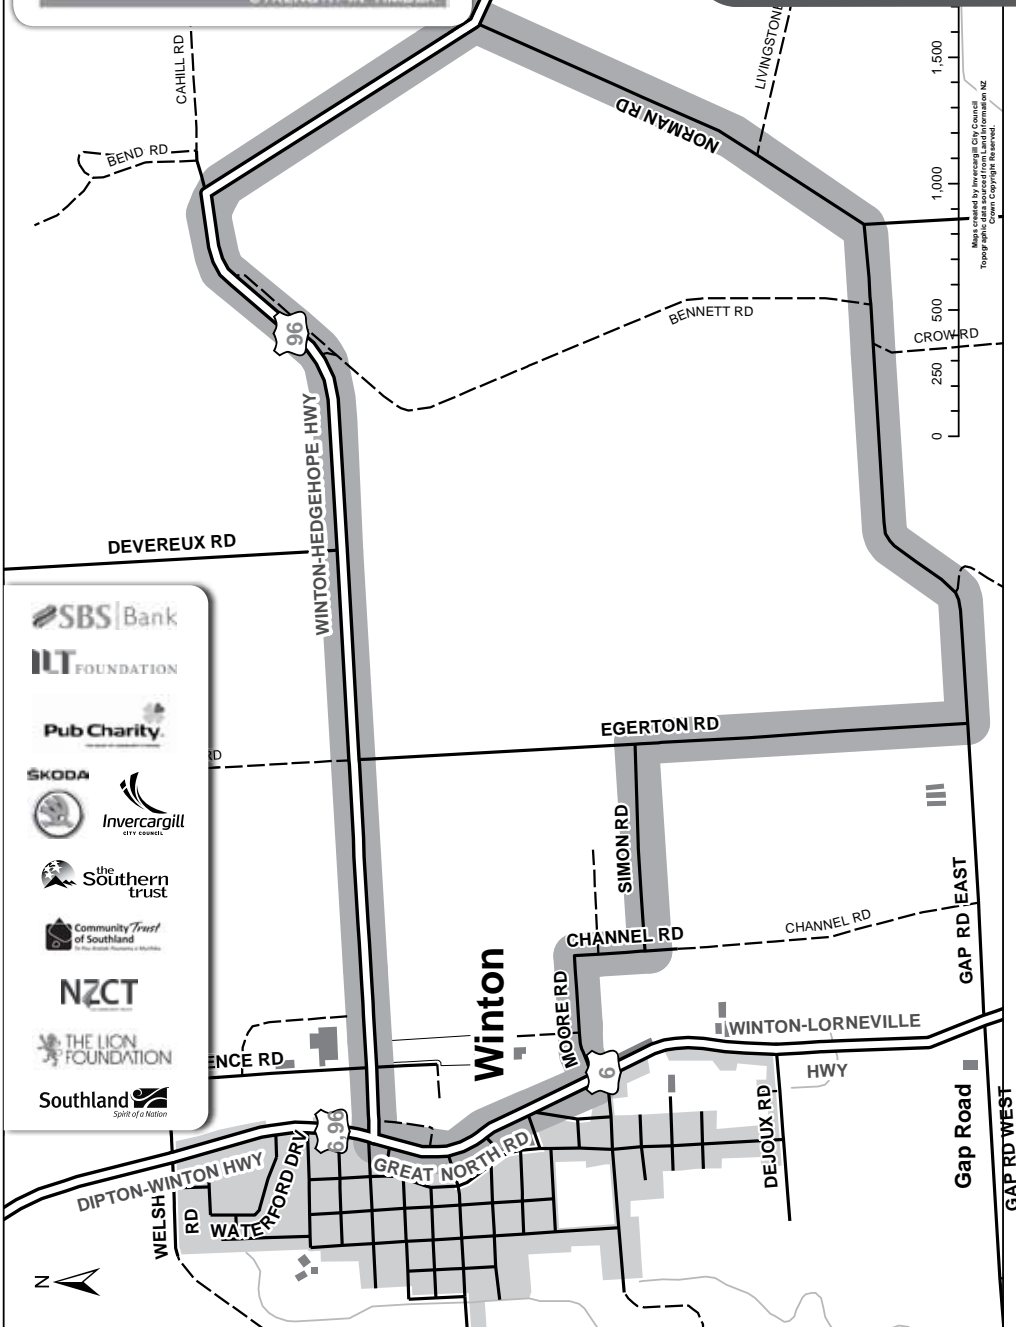 STRENGTH IN TIMBER
CAHILL RD
BEND RD
LIVINGSTONE
NORMAN RD
1,500
1,000
500
250
0
Maps created by Invercargill City Council
Topographic data sourced from Land Information NZ
Crown Copyright Reserved.
BENNETT RD
CROW RD
96
WINTON-HEDGEHOPE HWY
DEVEREUX RD
SBS Bank
ILT FOUNDATION
Pub Charity
ŠKODA
Invercargill
CITY COUNCIL
the
Southern
trust
Community Trust
of Southland
NZCT
THE LION
FOUNDATION
Southland
Spirit of a Nation
RD
EGERTON RD
SIMON RD
CHANNEL RD
CHANNEL RD
GAP RD EAST
MOORE RD
Winton
ENCE RD
WINTON-LORNEVILLE
HWY
6
6,96
GREAT NORTH RD
DIPTON-WINTON HWY
WATERFORD DRV
WELSH
RD
DEJOUX RD
Gap Road
GAP RD WEST
N